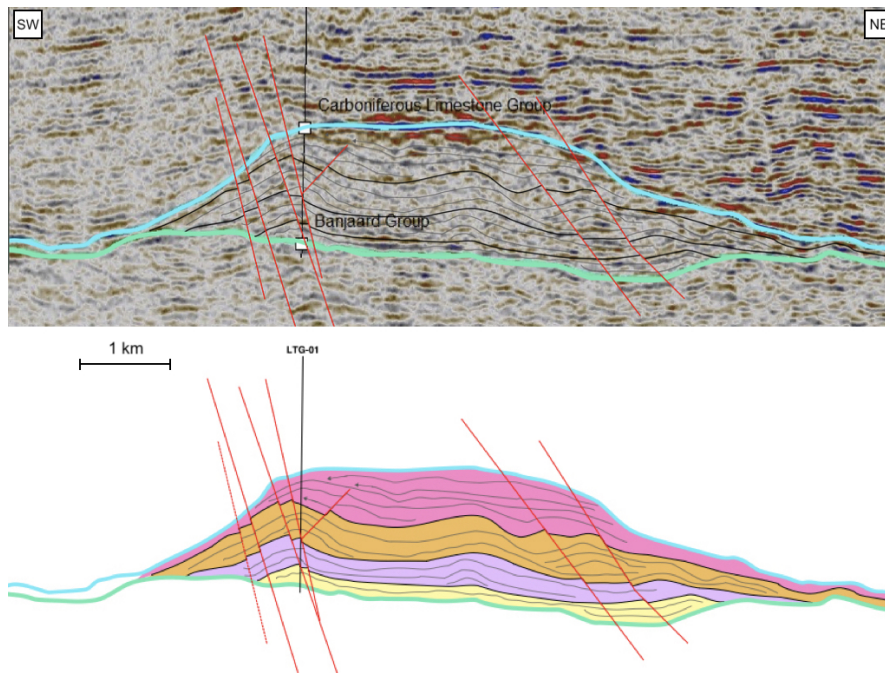 SW
NE
Carboniferous Limestone Group
Banjaard Group
1 km
LTG-01